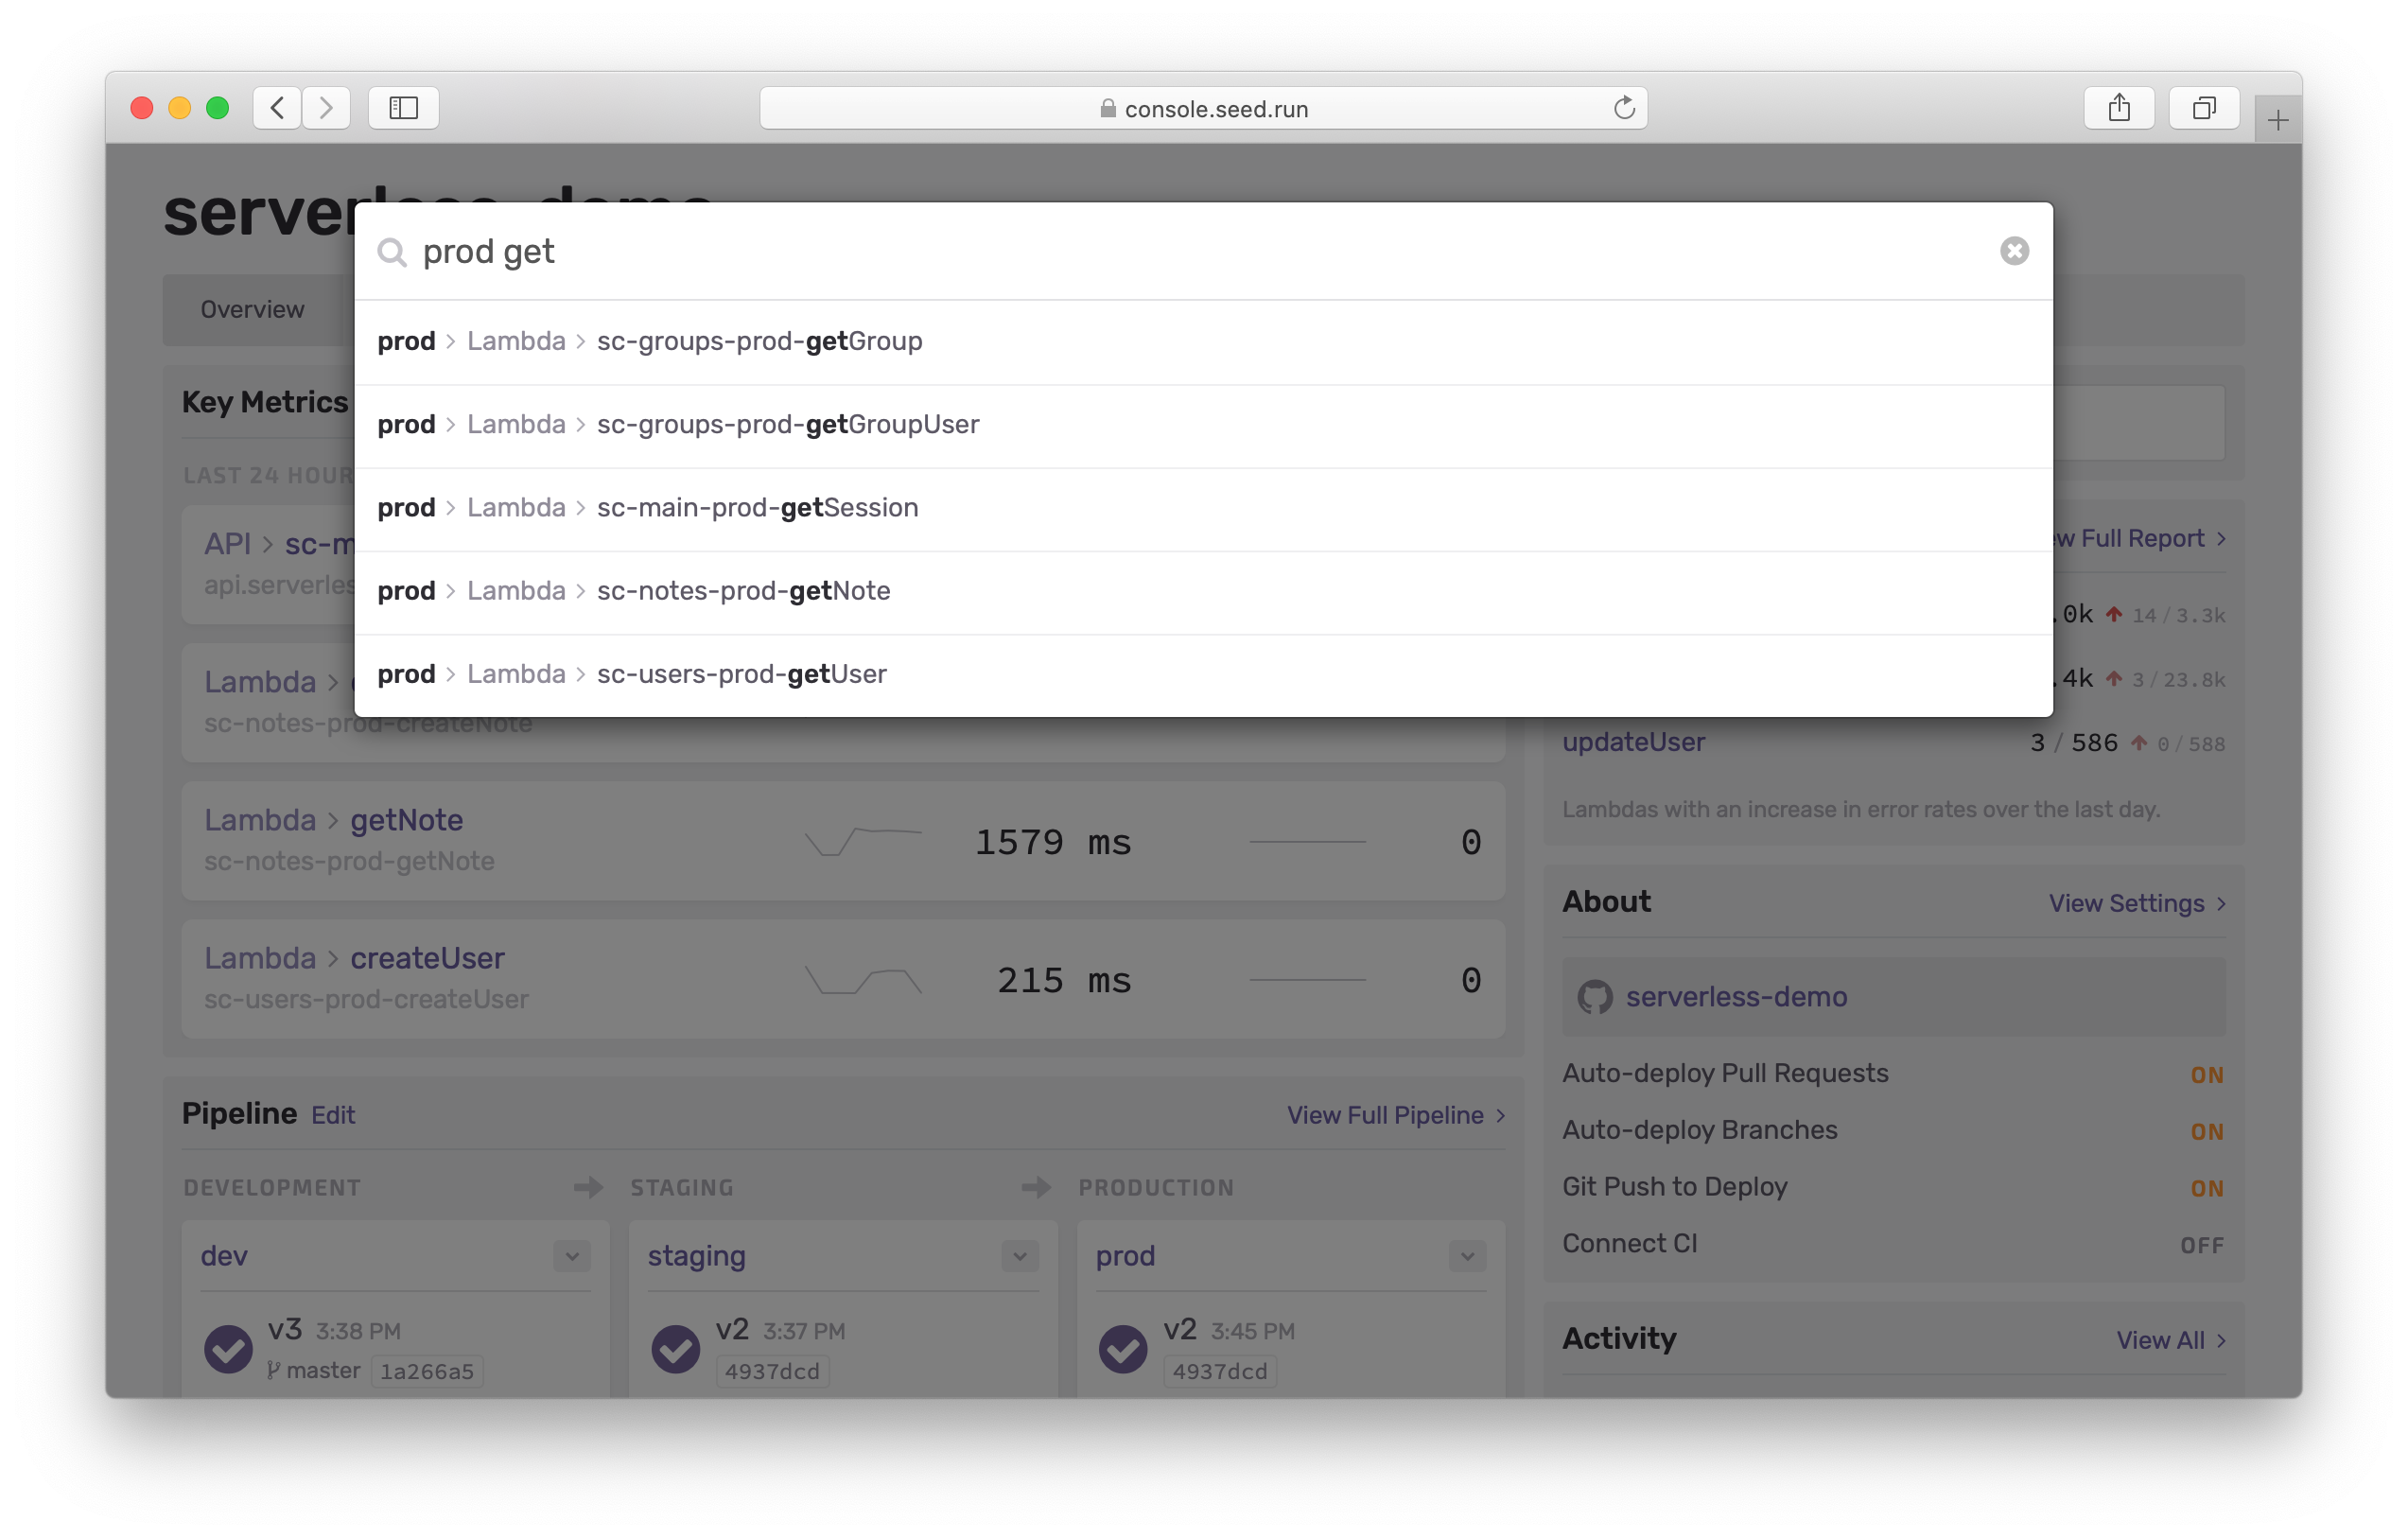 console.seed.run
prod get
prod > Lambda > sc-groups-prod-getGroup
prod > Lambda > sc-groups-prod-getGroupUser
prod > Lambda > sc-main-prod-getSession
prod > Lambda > sc-notes-prod-getNote
prod > Lambda > sc-users-prod-getUser
serverless-demo
Overview
Key Metrics
LAST 24 HOUR
API > sc-m
api.serverles
Lambda >
sc-notes-prod-createNote
Lambda > getNote
sc-notes-prod-getNote
1579 ms
0
Lambda > createUser
sc-users-prod-createUser
215 ms
0
Pipeline Edit
View Full Pipeline >
DEVELOPMENT
STAGING
PRODUCTION
dev
v3 3:38 PM
master 1a266a5
staging
v2 3:37 PM
4937dcd
prod
v2 3:45 PM
4937dcd
Full Report >
.0k 14 / 3.3k
.4k 3 / 23.8k
updateUser 3 / 586 0 / 588
Lambdas with an increase in error rates over the last day.
About View Settings >
serverless-demo
Auto-deploy Pull Requests ON
Auto-deploy Branches ON
Git Push to Deploy ON
Connect CI OFF
Activity View All >